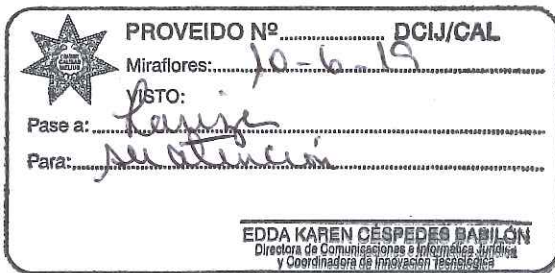 PROVEIDO Nº.................. DCIJ/CAL
Miraflores: 10-6-19
VISTO:
Pase a: Karina
Para: su atención
EDDA KAREN CÉSPEDES BABILÓN
Directora de Comunicaciones e Informática Jurídica
y Coordinadora de Innovación Tecnológica